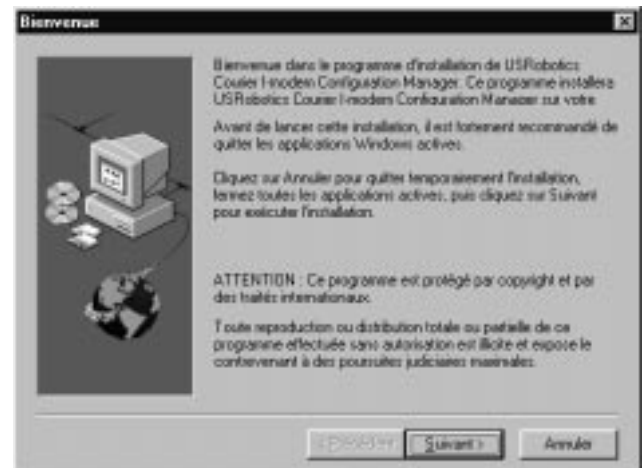 Bienvenue
Bienvenue dans le programme d'installation de USRobotics
Courier I-modem Configuration Manager. Ce programme installera
USRobotics Courier I-modem Configuration Manager sur votre
Avant de lancer cette installation, il est fortement recommandé de
quitter les applications Windows actives.
Cliquez sur Annuler pour quitter temporairement l'installation,
fermez toutes les applications actives, puis cliquez sur Suivant
pour exécuter l'installation.
ATTENTION : Ce programme est protégé par copyright et par
des traités internationaux.
Toute reproduction ou distribution totale ou partielle de ce
programme effectuée sans autorisation est illicite et expose le
contrevenant à des poursuites judiciaires maximales.
< Précédent Suivant > Annuler